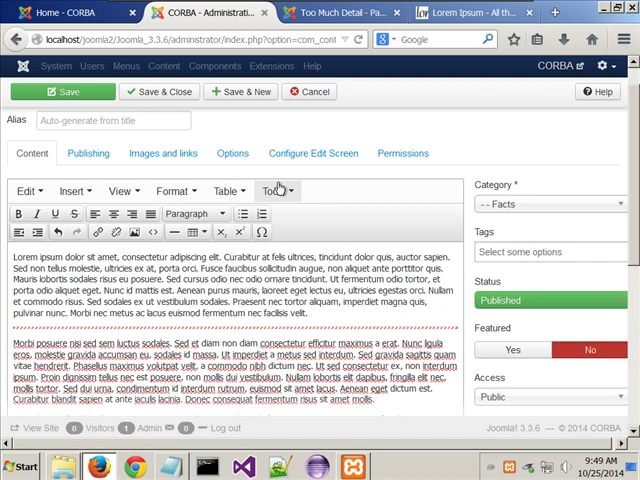 Home - CORBA
CORBA - Administrati...
Too Much Detail - Pa...
Lorem Ipsum - All th...
localhost/joomla2/Joomla_3.3.6/administrator/index.php?option=com_cont
Google
System Users Menus Content Components Extensions Help
CORBA
Save
Save & Close
Save & New
Cancel
Help
Alias
Auto-generate from title
Content Publishing Images and links Options Configure Edit Screen Permissions
Edit Insert View Format Table
Paragraph
Lorem ipsum dolor sit amet, consectetur adipiscing elit. Curabitur at felis ultrices, tincidunt dolor quis, auctor sapien.
Sed non tellus molestie, ultricies ex at, porta orci. Fusce faucibus sollicitudin augue, non aliquet ante porttitor quis.
Mauris lobortis sodales risus eu posuere. Sed cursus odio nec odio ornare tincidunt. Ut fermentum odio tortor, et
porta odio aliquet eget. Aenean purus mauris, laoreet eget lectus eu, ultricies vestibulum tortor. Nullam
et commodo risus. Sed sodales ex ut vestibulum sodales. Praesent nec tortor aliquam, imperdiet magna quis,
pulvinar nunc. Morbi nec metus ac lacus vulputate fermentum nec facilisis velit.
Morbi posuere nisi sed sem luctus sodales. Sed et diam non diam consectetur efficitur maximus a erat. Nunc ligula
eros, molestie gravida accumsan eu, sodales id massa. Ut imperdiet a metus sed interdum. Sed gravida sagittis quam
vitae hendrerit. Phasellus maximus volutpat velit, a commodo nibh dictum nec. Ut sed consectetur ex, non interdum
ipsum. Proin dignissim tellus nec est posuere, non mollis dui vestibulum. Nullam lobortis elit dapibus, fringilla elit nec,
mollis tortor. Sed dui urna, condimentum id interdum rutrum, euismod sit amet lacus. Aenean eget dictum est.
Curabitur blandit sapien at ante iaculis lacinia. Donec consequat fermentum risus sit amet mollis.
Category *
- - Facts
Tags
Select some options
Status
Published
Featured
Yes No
Access
Public
View Site 0 Visitors 1 Admin 0 Log out
Joomla! 3.3.6 — © 2014 CORBA
Start
9:49 AM
10/25/2014